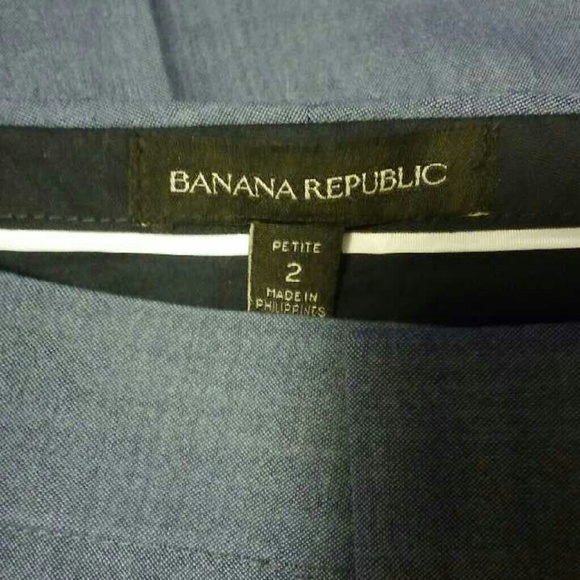 BANANA REPUBLIC
PETITE
2
MADE IN
PHILIPPINES